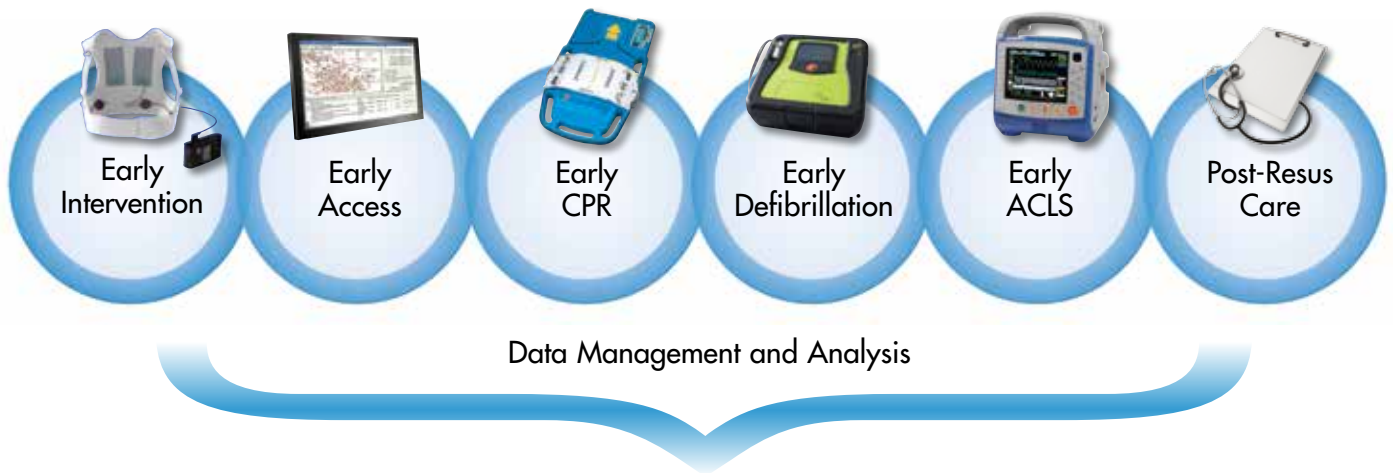 Early
Intervention
Early
Access
Early
CPR
Early
Defibrillation
Early
ACLS
Post-Resus
Care
Data Management and Analysis